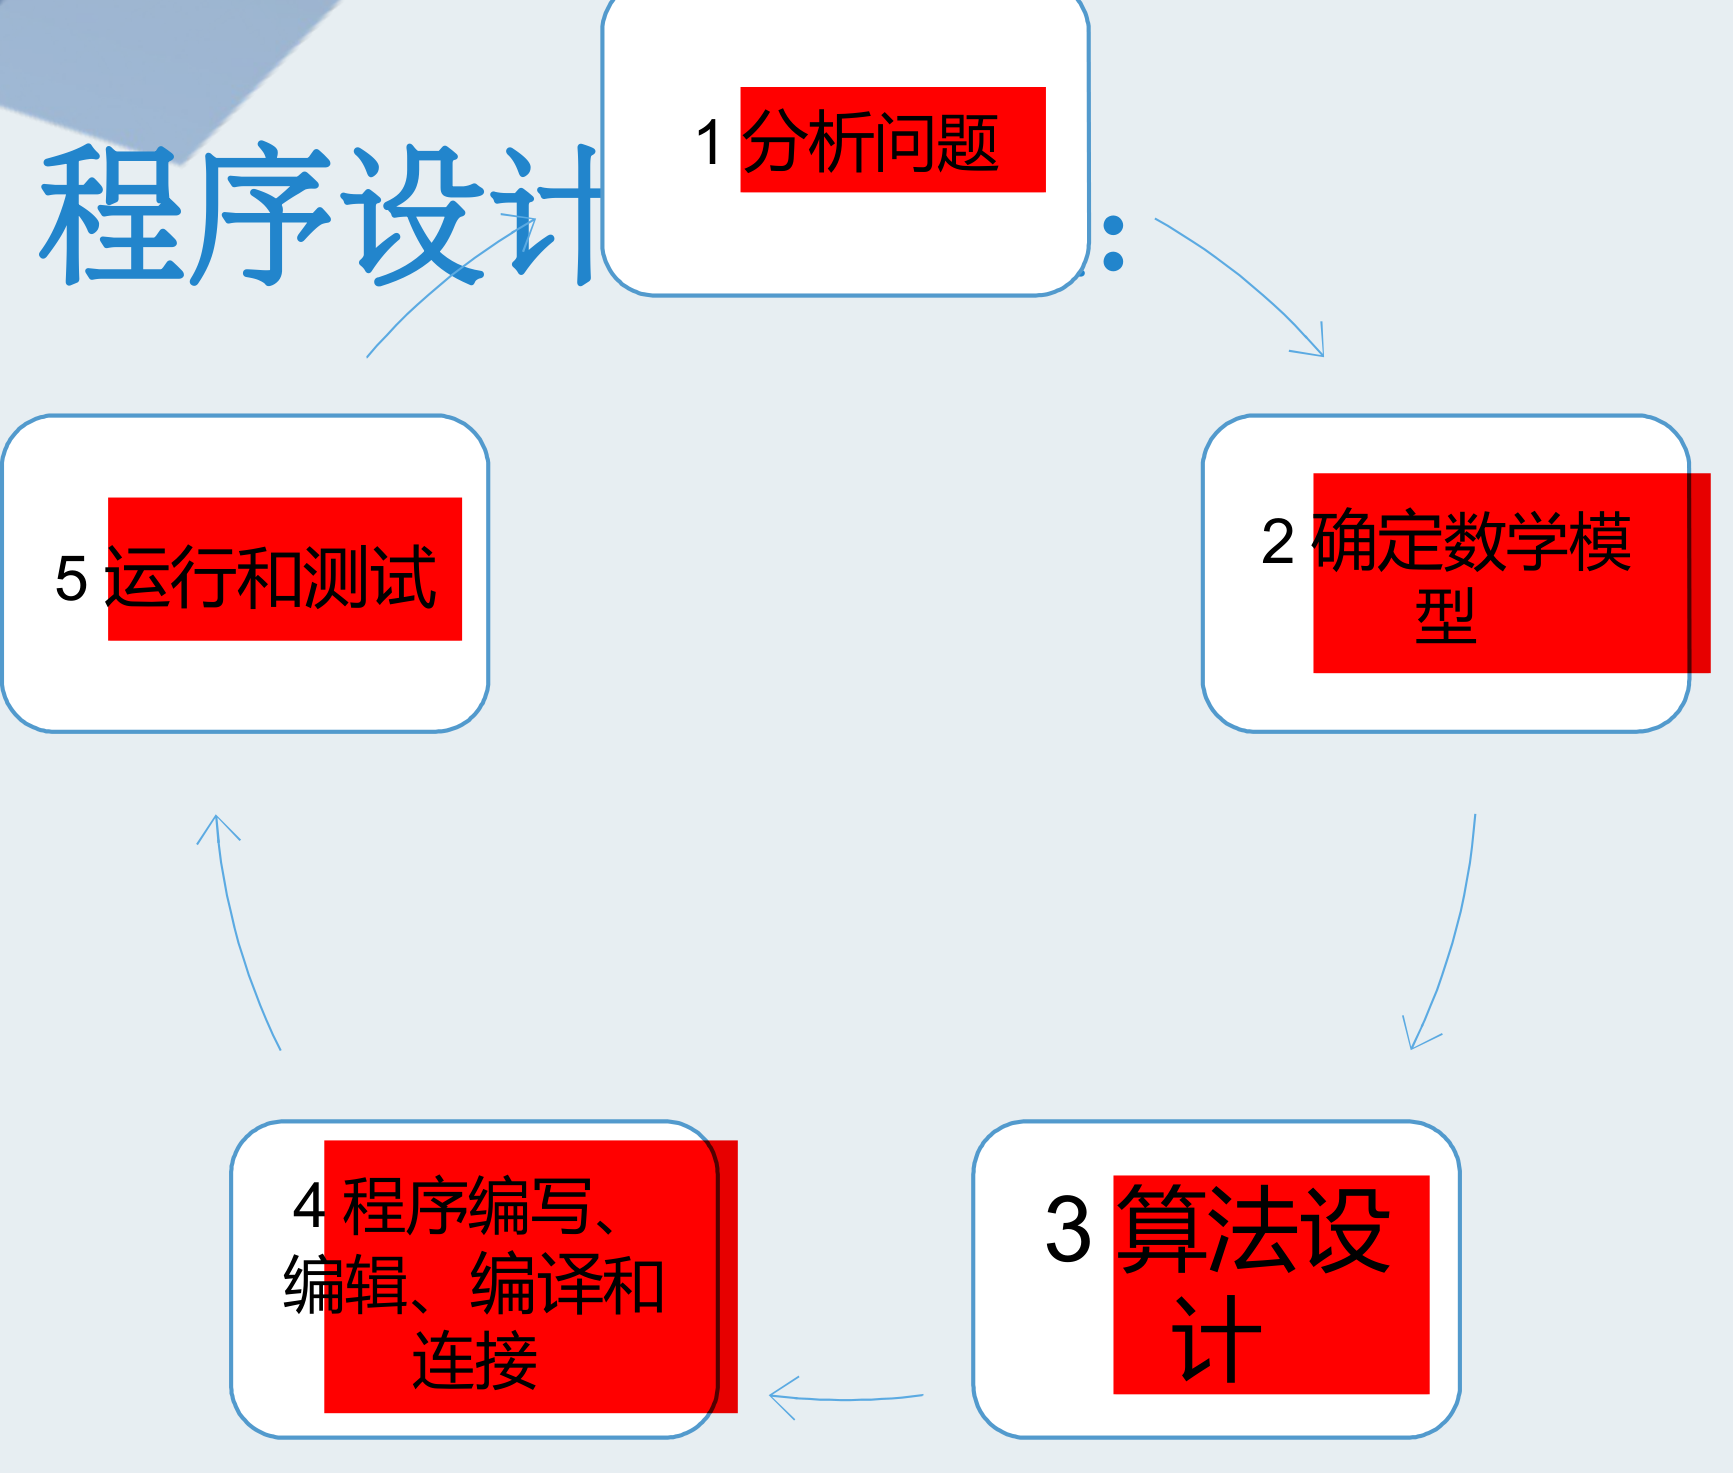 程序设计
:
1 分析问题
2 确定数学模
型
3 算法设
计
4 程序编写、
编辑、编译和
连接
5 运行和测试